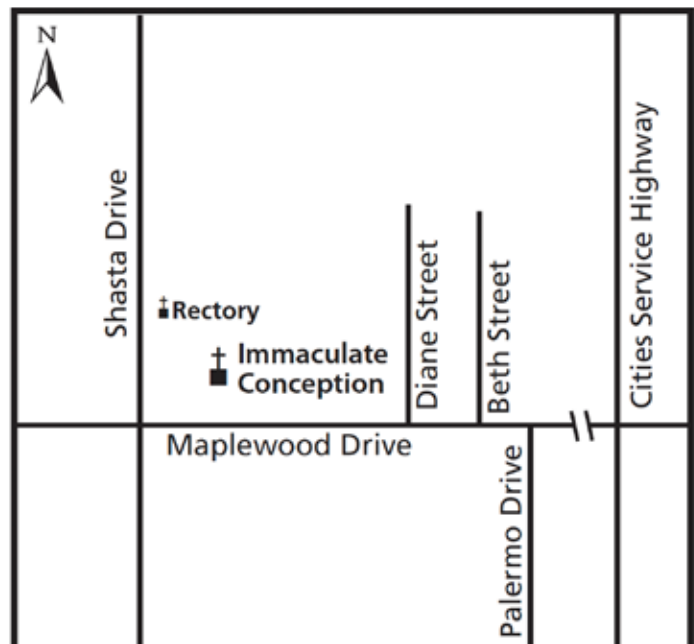 N
Shasta Drive
Cities Service Highway
Diane Street
Beth Street
Rectory
Immaculate
Conception
Maplewood Drive
Palermo Drive